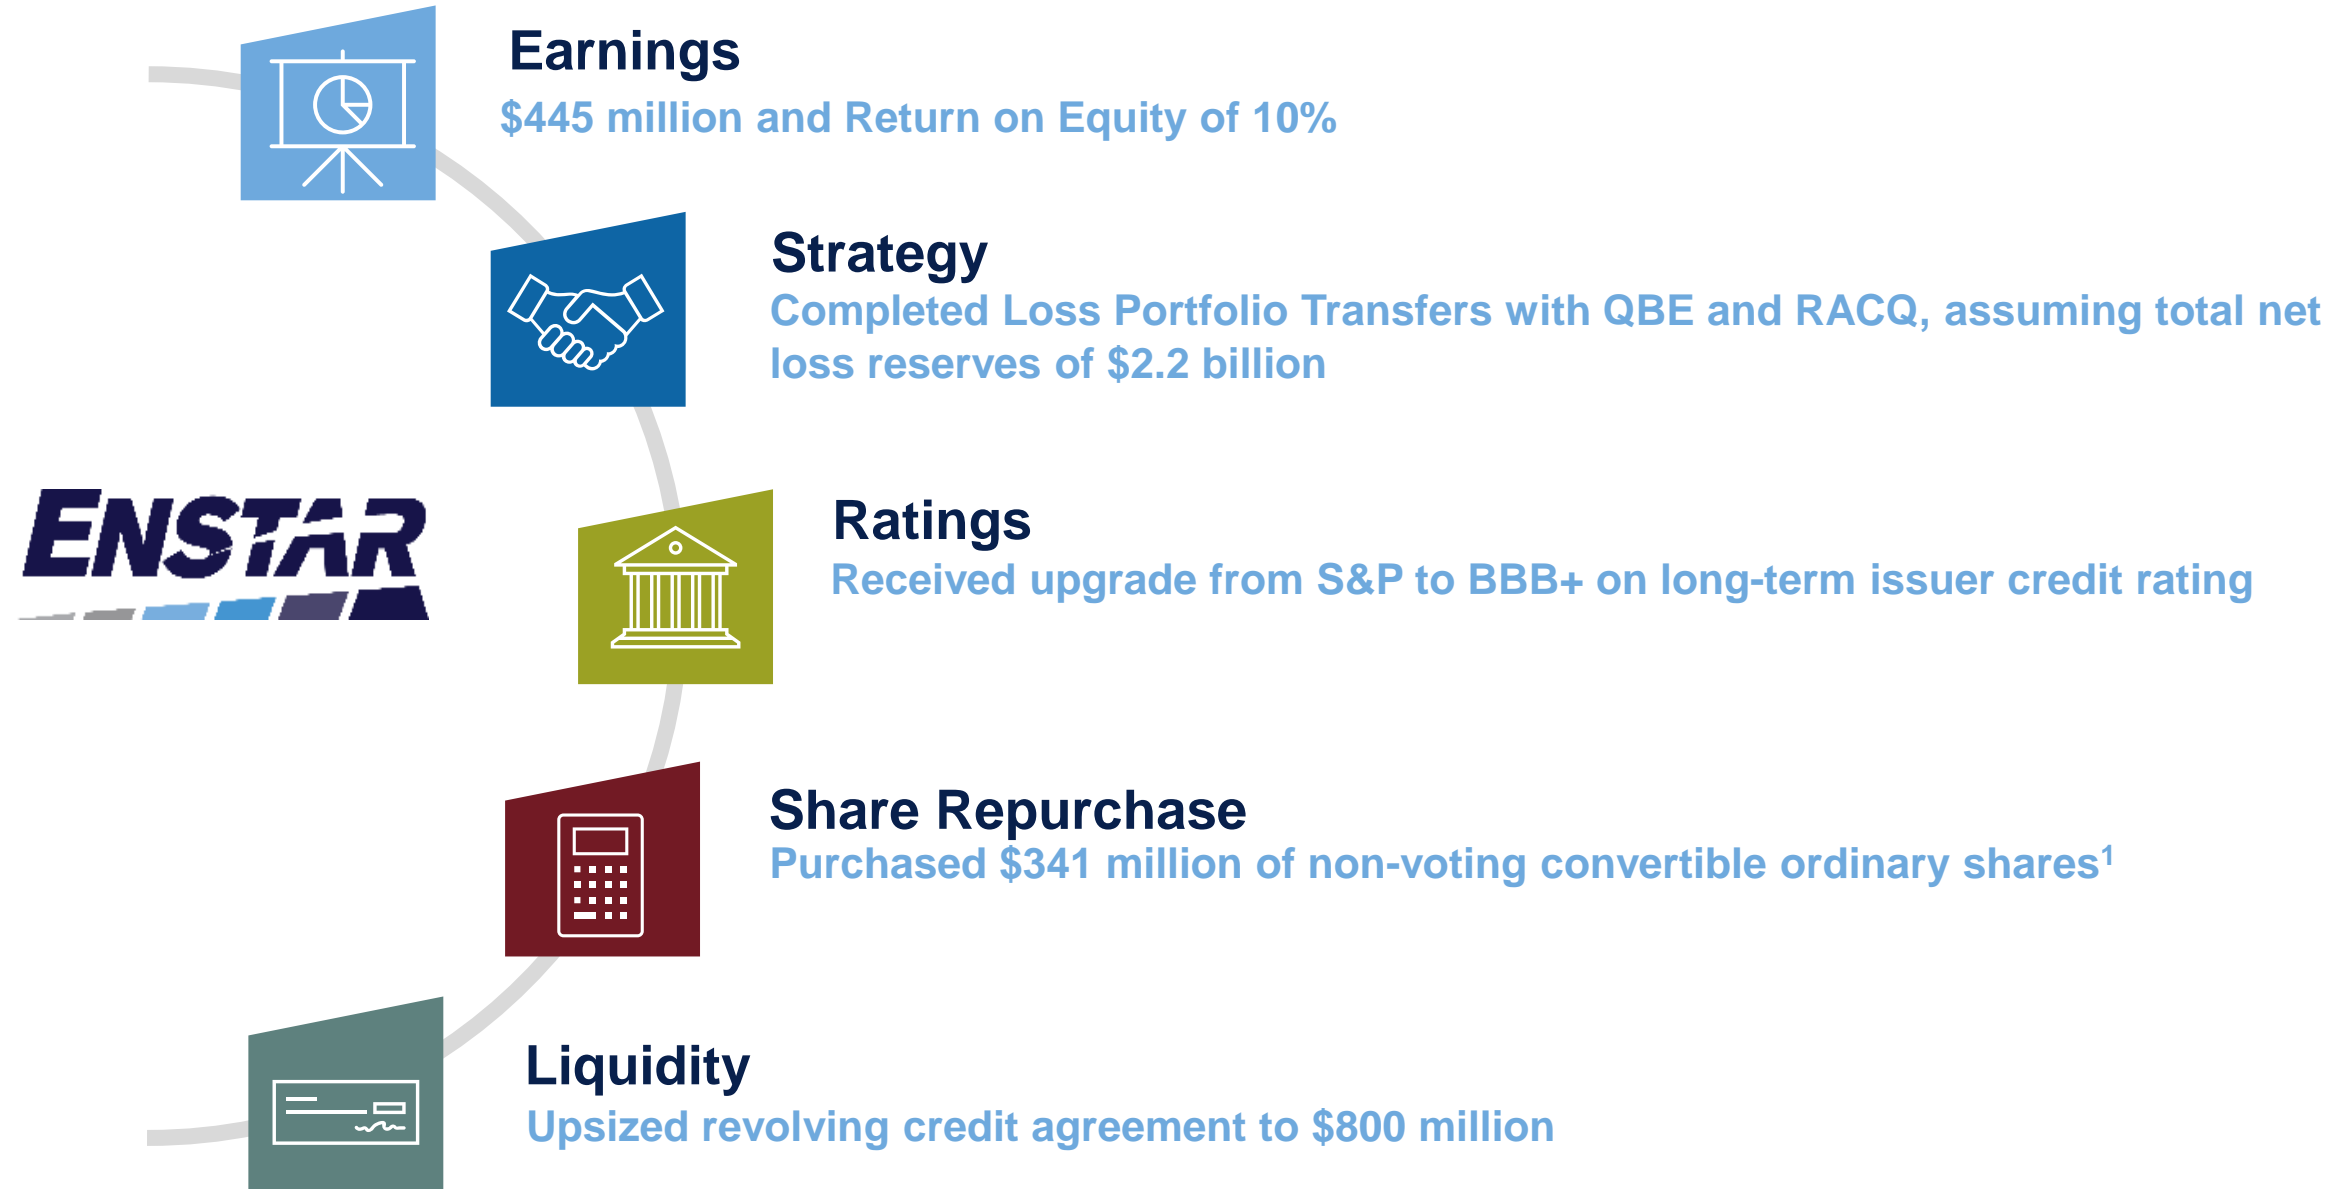 Earnings
$445 million and Return on Equity of 10%
Strategy
Completed Loss Portfolio Transfers with QBE and RACQ, assuming total net
loss reserves of $2.2 billion
ENSTAR
Ratings
Received upgrade from S&P to BBB+ on long-term issuer credit rating
Share Repurchase
Purchased $341 million of non-voting convertible ordinary shares¹
Liquidity
Upsized revolving credit agreement to $800 million